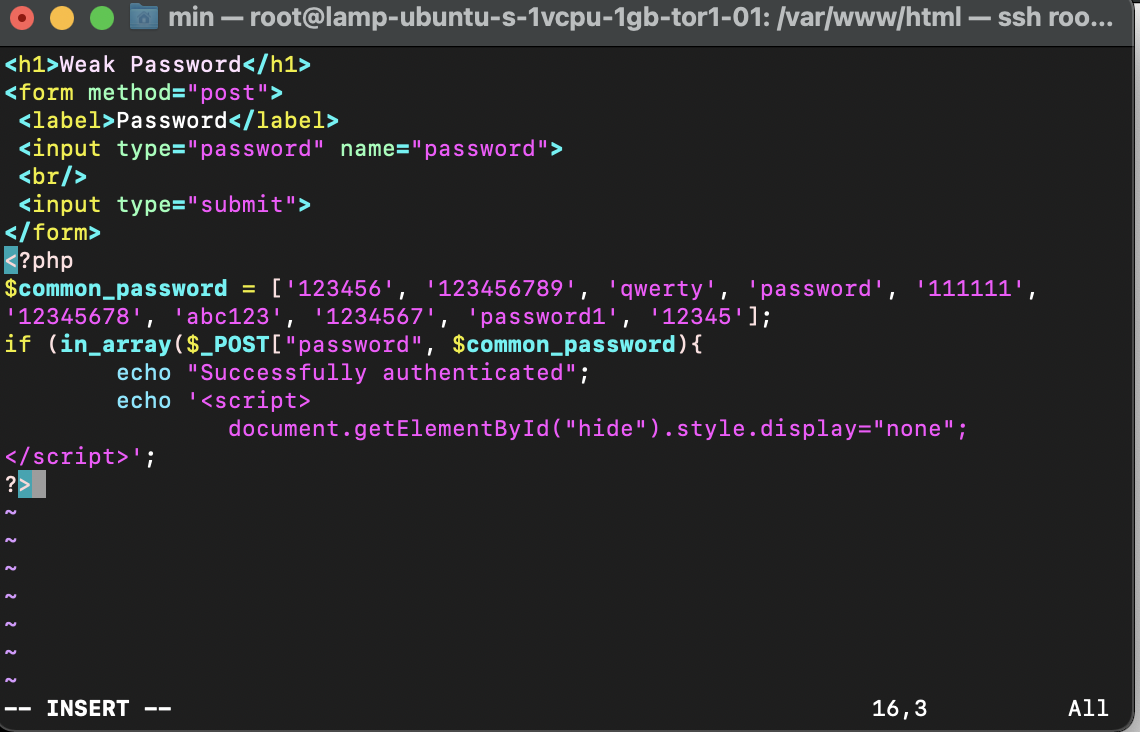 min — root@lamp-ubuntu-s-1vcpu-1gb-tor1-01: /var/www/html — ssh roo...
<h1>Weak Password</h1>
<form method="post">
 <label>Password</label>
 <input type="password" name="password">
 <br/>
 <input type="submit">
</form>
<?php
$common_password = ['123456', '123456789', 'qwerty', 'password', '111111',
'12345678', 'abc123', '1234567', 'password1', '12345'];
if (in_array($_POST["password", $common_password){
        echo "Successfully authenticated";
        echo '<script>
                document.getElementById("hide").style.display="none";
</script>';
?>
~
~
~
~
~
~
~
-- INSERT -- 16,3 All